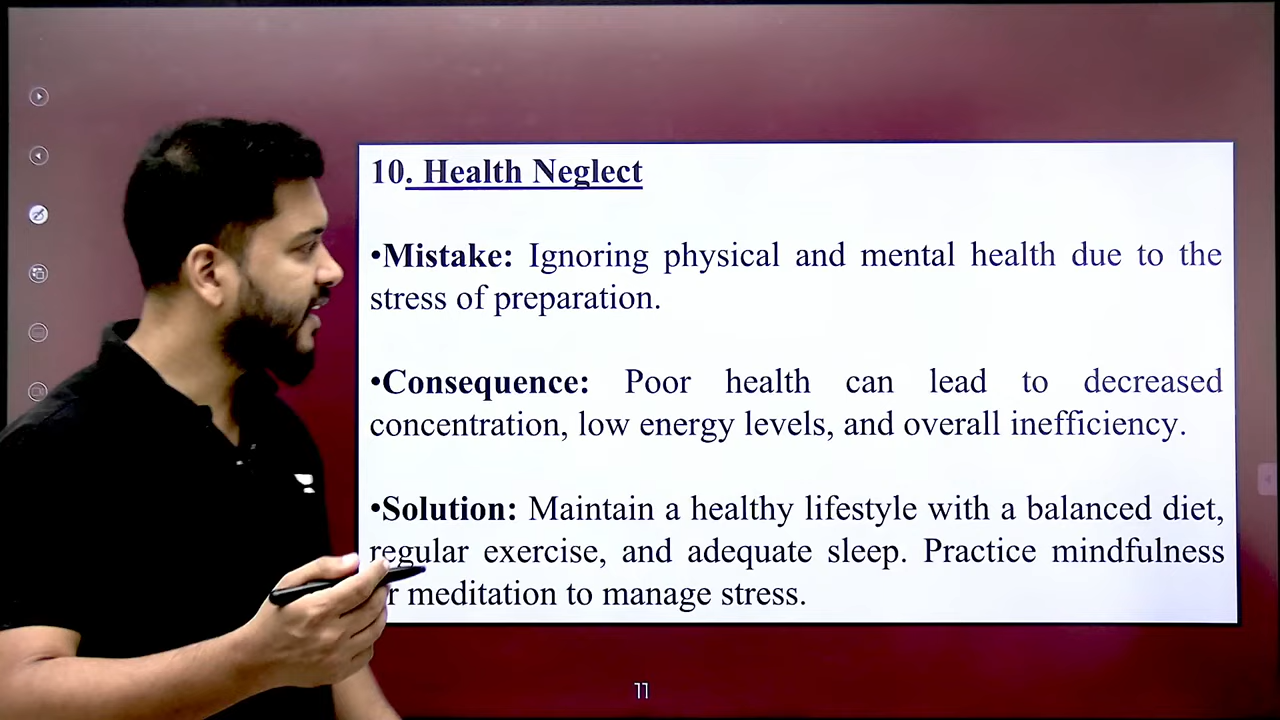 10. Health Neglect
•Mistake: Ignoring physical and mental health due to the
stress of preparation.
•Consequence: Poor health can lead to decreased
concentration, low energy levels, and overall inefficiency.
•Solution: Maintain a healthy lifestyle with a balanced diet,
regular exercise, and adequate sleep. Practice mindfulness
meditation to manage stress.
11